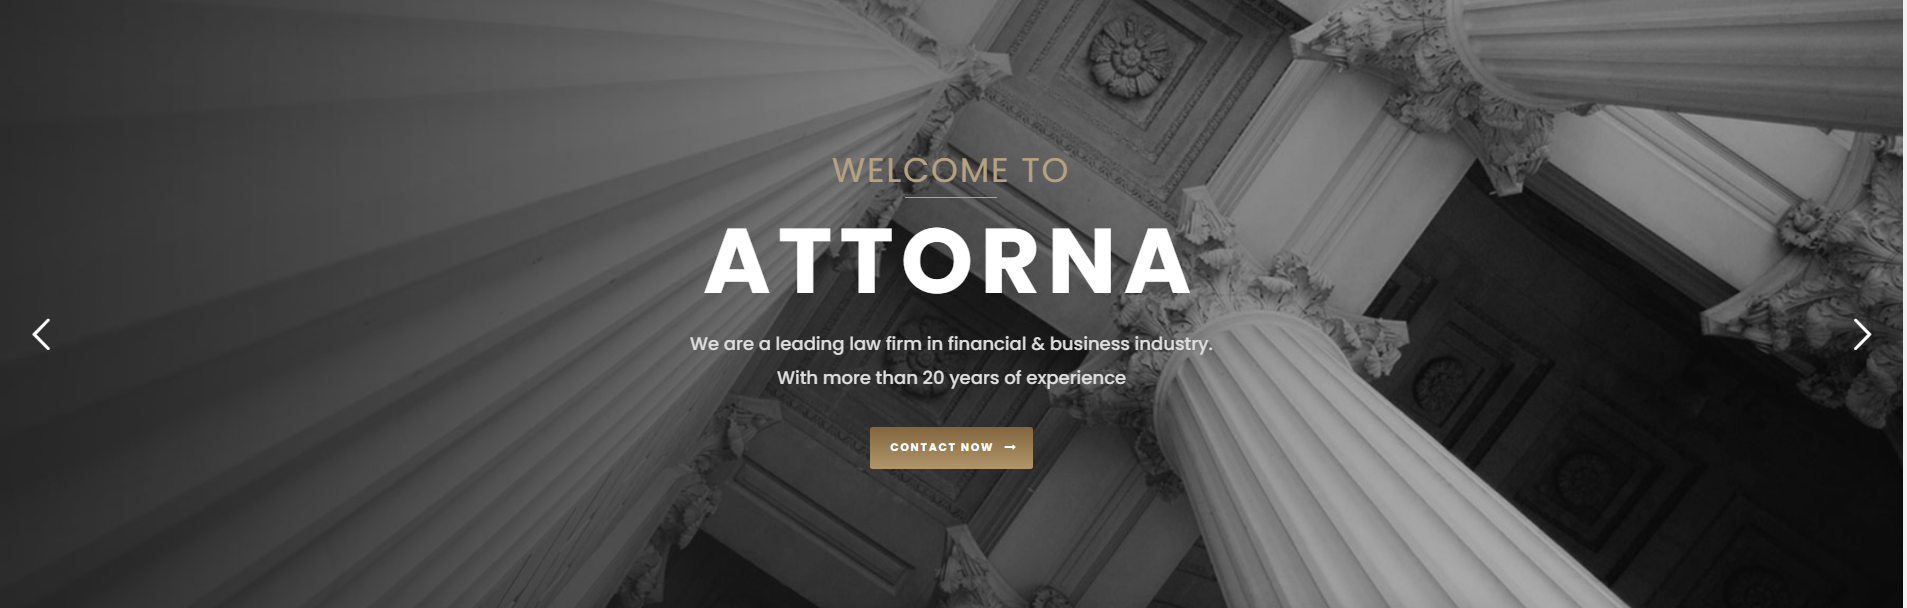 WELCOME TO
ATTORNA
We are a leading law firm in financial & business industry.
With more than 20 years of experience
CONTACT NOW →